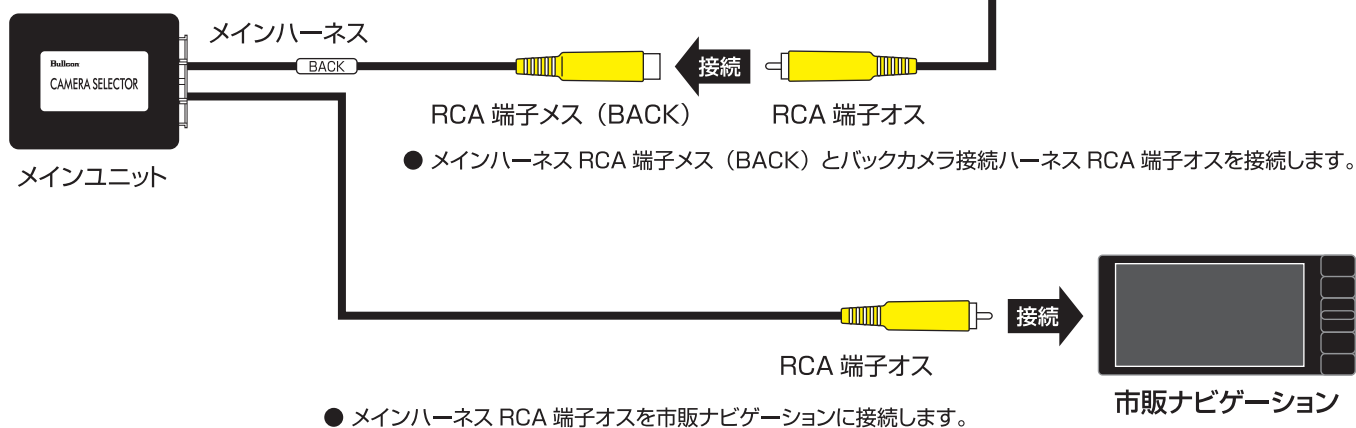 メインハーネス
Bullcon
CAMERA SELECTOR
BACK
接続
RCA 端子メス（BACK）
RCA 端子オス
メインユニット
● メインハーネス RCA 端子メス（BACK）とバックカメラ接続ハーネス RCA 端子オスを接続します。
接続
RCA 端子オス
市販ナビゲーション
● メインハーネス RCA 端子オスを市販ナビゲーションに接続します。